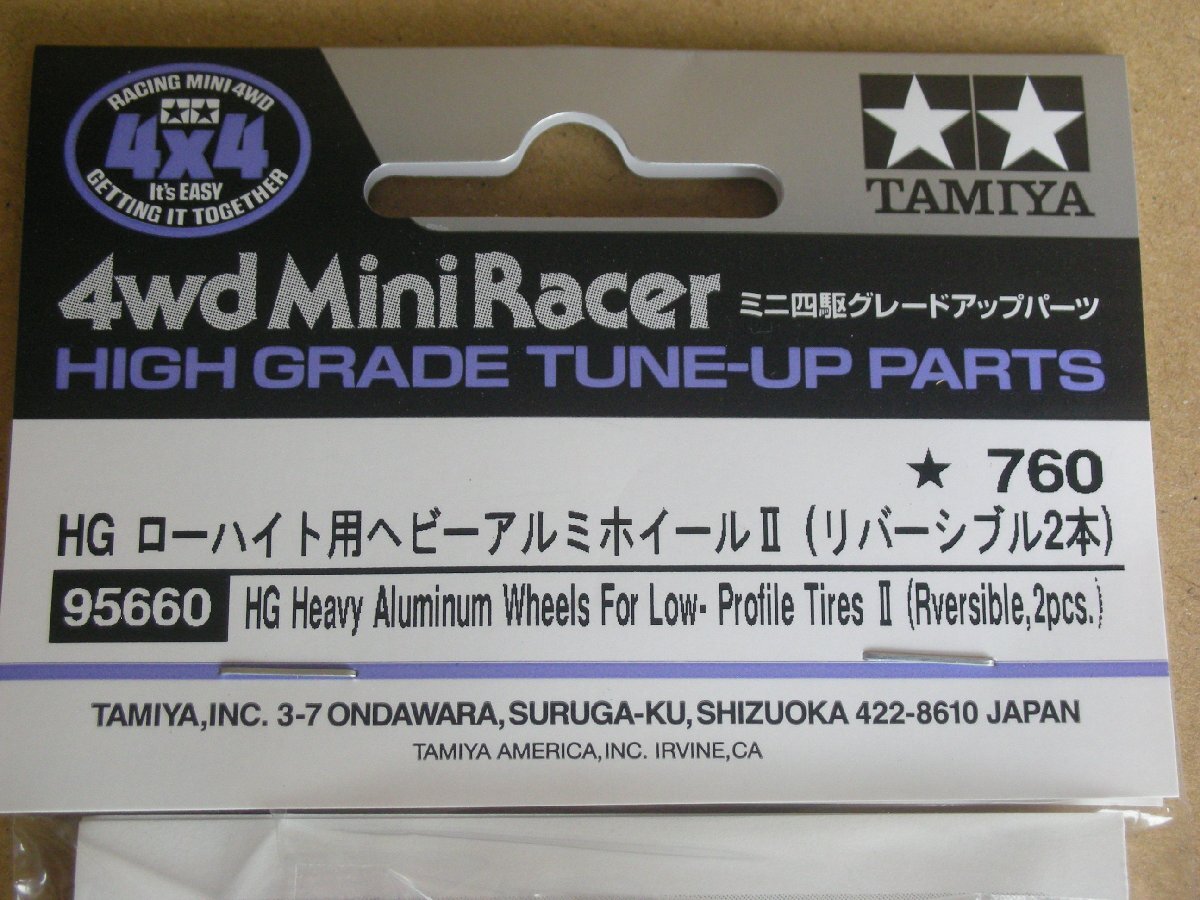 RACING MINI 4WD
4x4
It's EASY
GETTING IT TOGETHER
TAMIYA
4wd Mini Racer ミニ四駆グレードアップパーツ
HIGH GRADE TUNE-UP PARTS
★ 760
HG ローハイト用ヘビーアルミホイールⅡ (リバーシブル2本)
95660 HG Heavy Aluminum Wheels For Low- Profile Tires Ⅱ (Rversible,2pcs.)
TAMIYA,INC. 3-7 ONDAWARA, SURUGA-KU, SHIZUOKA 422-8610 JAPAN
TAMIYA AMERICA,INC. IRVINE,CA